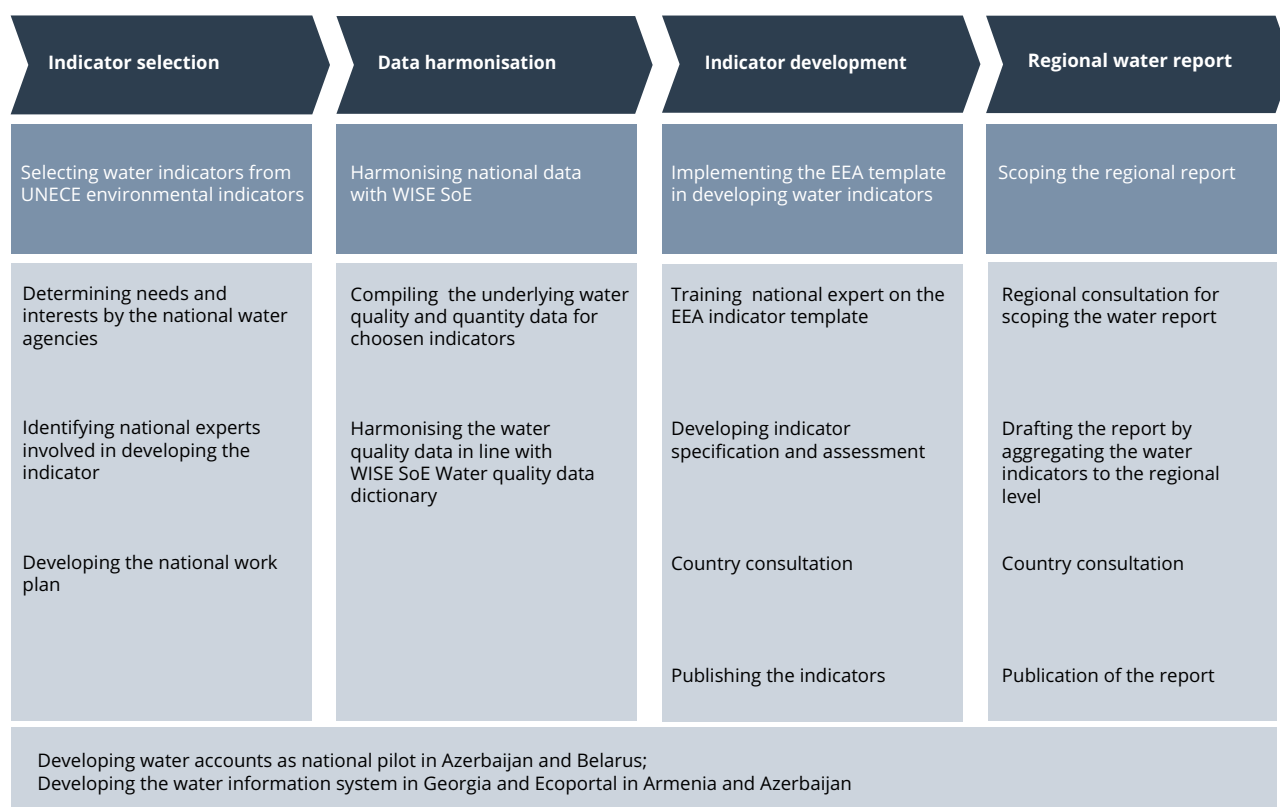 Indicator selection
Data harmonisation
Indicator development
Regional water report
Selecting water indicators from
UNECE environmental indicators
Harmonising national data
with WISE SoE
Implementing the EEA template
in developing water indicators
Scoping the regional report
Determining needs and
interests by the national water
agencies
Identifying national experts
involved in developing the
indicator
Developing the national work
plan
Compiling  the underlying water
quality and quantity data for
choosen indicators
Harmonising the water
quality data in line with
WISE SoE Water quality data
dictionary
Training  national expert on the
EEA indicator template
Developing indicator
specification and assessment
Country consultation
Publishing the indicators
Regional consultation for
scoping the water report
Drafting the report by
aggregating the water
indicators to the regional
level
Country consultation
Publication of the report
Developing water accounts as national pilot in Azerbaijan and Belarus;
Developing the water information system in Georgia and Ecoportal in Armenia and Azerbaijan